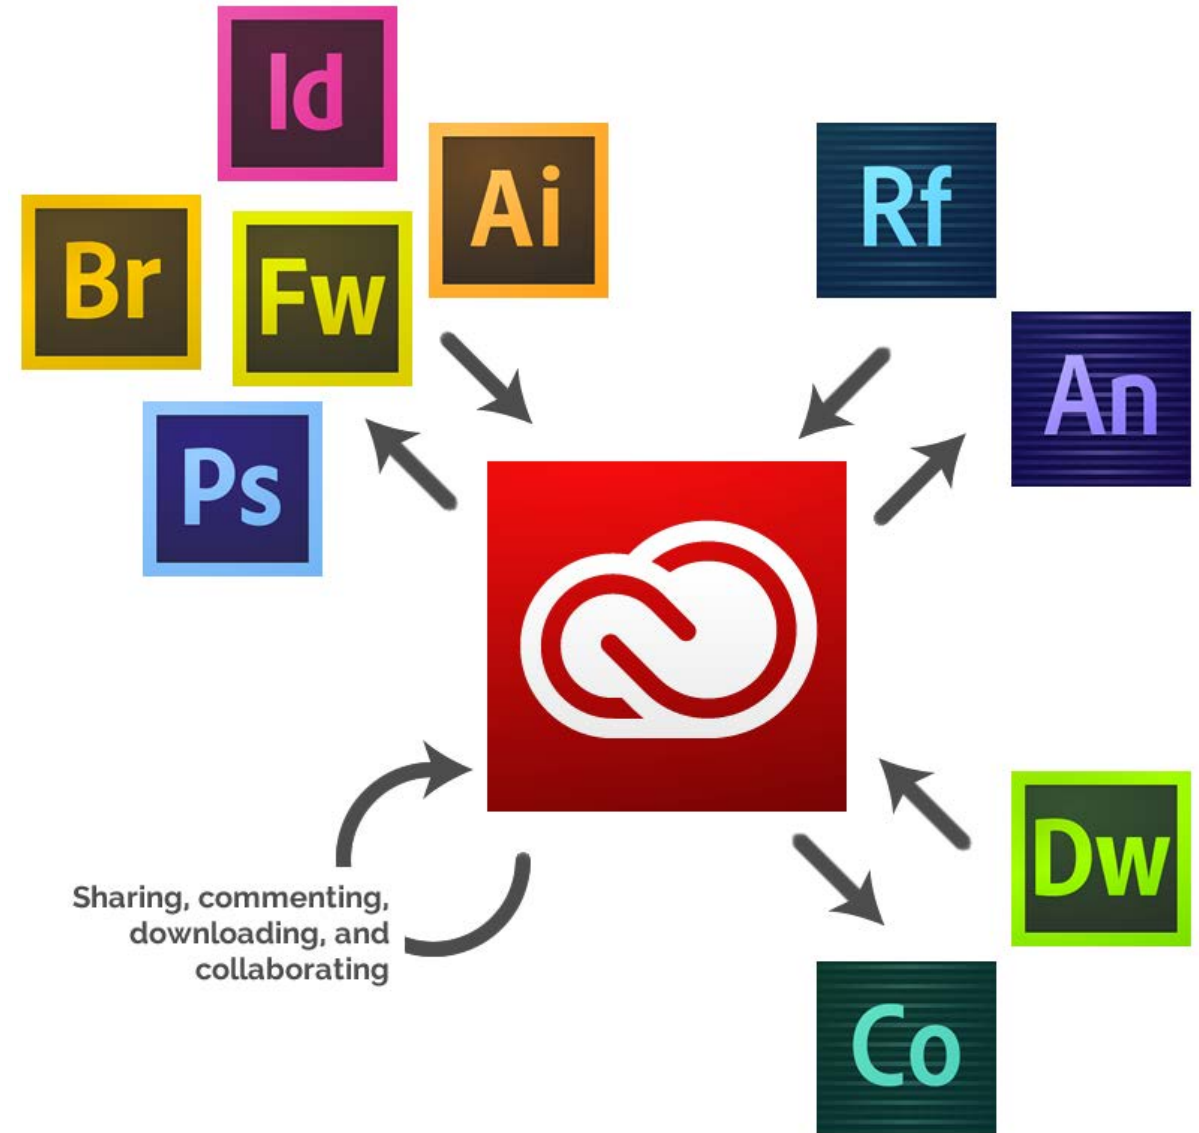 Id
Ai
Rf
Br
Fw
An
Ps
Dw
Sharing, commenting,
downloading, and
collaborating
Co